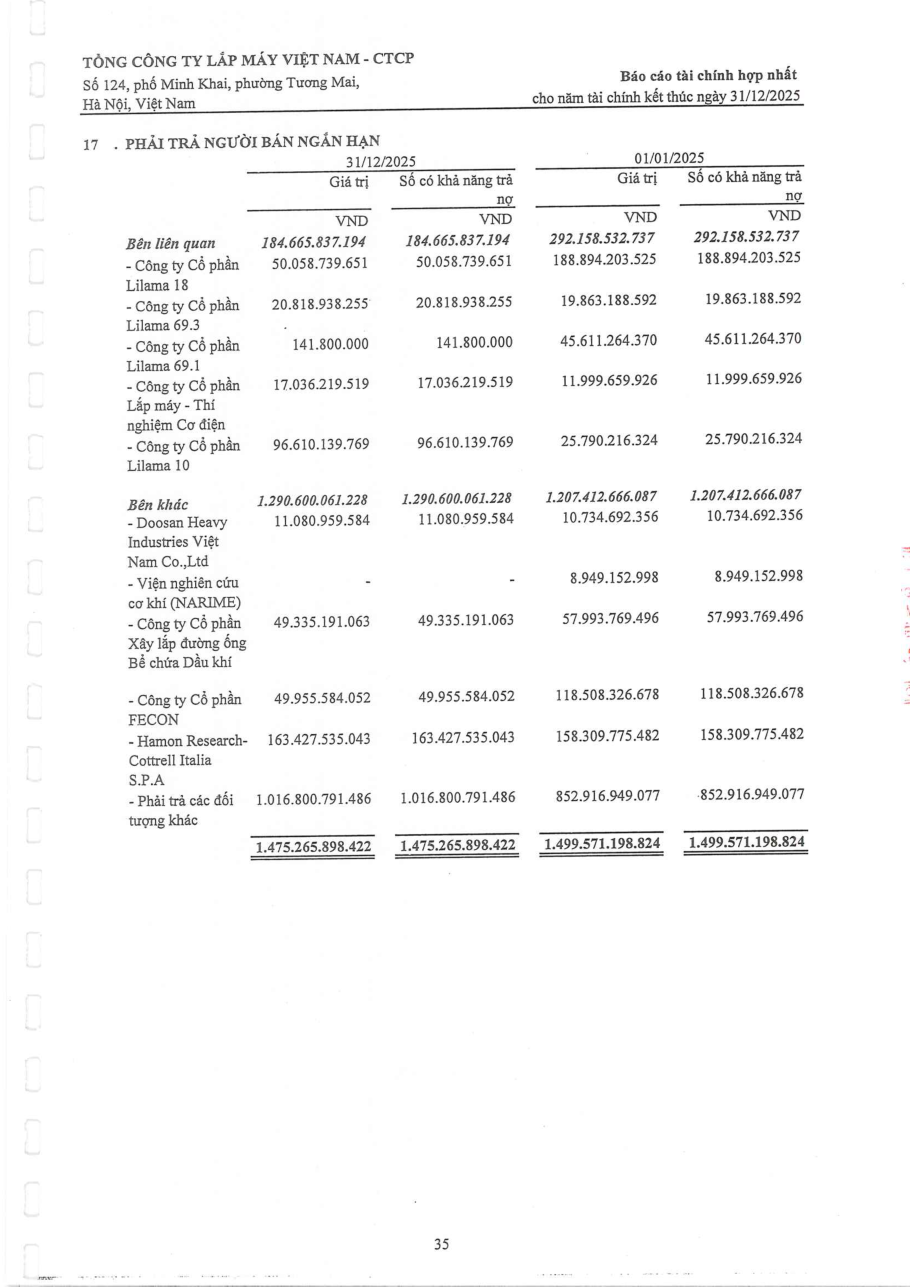 TỔNG CÔNG TY LẮP MÁY VIỆT NAM - CTCP
Số 124, phố Minh Khai, phường Tương Mai,
Hà Nội, Việt Nam
Báo cáo tài chính hợp nhất
cho năm tài chính kết thúc ngày 31/12/2025
17 . PHẢI TRẢ NGƯỜI BÁN NGẮN HẠN
31/12/2025 01/01/2025
Giá trị Số có khả năng trả Giá trị Số có khả năng trả
nợ nợ
VND VND VND VND
Bên liên quan 184.665.837.194 184.665.837.194 292.158.532.737 292.158.532.737
- Công ty Cổ phần 50.058.739.651 50.058.739.651 188.894.203.525 188.894.203.525
Lilama 18
- Công ty Cổ phần 20.818.938.255 20.818.938.255 19.863.188.592 19.863.188.592
Lilama 69.3
- Công ty Cổ phần 141.800.000 141.800.000 45.611.264.370 45.611.264.370
Lilama 69.1
- Công ty Cổ phần 17.036.219.519 17.036.219.519 11.999.659.926 11.999.659.926
Lắp máy - Thí
nghiệm Cơ điện
- Công ty Cổ phần 96.610.139.769 96.610.139.769 25.790.216.324 25.790.216.324
Lilama 10
Bên khác 1.290.600.061.228 1.290.600.061.228 1.207.412.666.087 1.207.412.666.087
- Doosan Heavy 11.080.959.584 11.080.959.584 10.734.692.356 10.734.692.356
Industries Việt
Nam Co.,Ltd
- Viện nghiên cứu - - 8.949.152.998 8.949.152.998
cơ khí (NARIME)
- Công ty Cổ phần 49.335.191.063 49.335.191.063 57.993.769.496 57.993.769.496
Xây lắp đường ống
Bể chứa Dầu khí
- Công ty Cổ phần 49.955.584.052 49.955.584.052 118.508.326.678 118.508.326.678
FECON
- Hamon Research- 163.427.535.043 163.427.535.043 158.309.775.482 158.309.775.482
Cottrell Italia
S.P.A
- Phải trả các đối 1.016.800.791.486 1.016.800.791.486 852.916.949.077 852.916.949.077
tượng khác
1.475.265.898.422 1.475.265.898.422 1.499.571.198.824 1.499.571.198.824
35